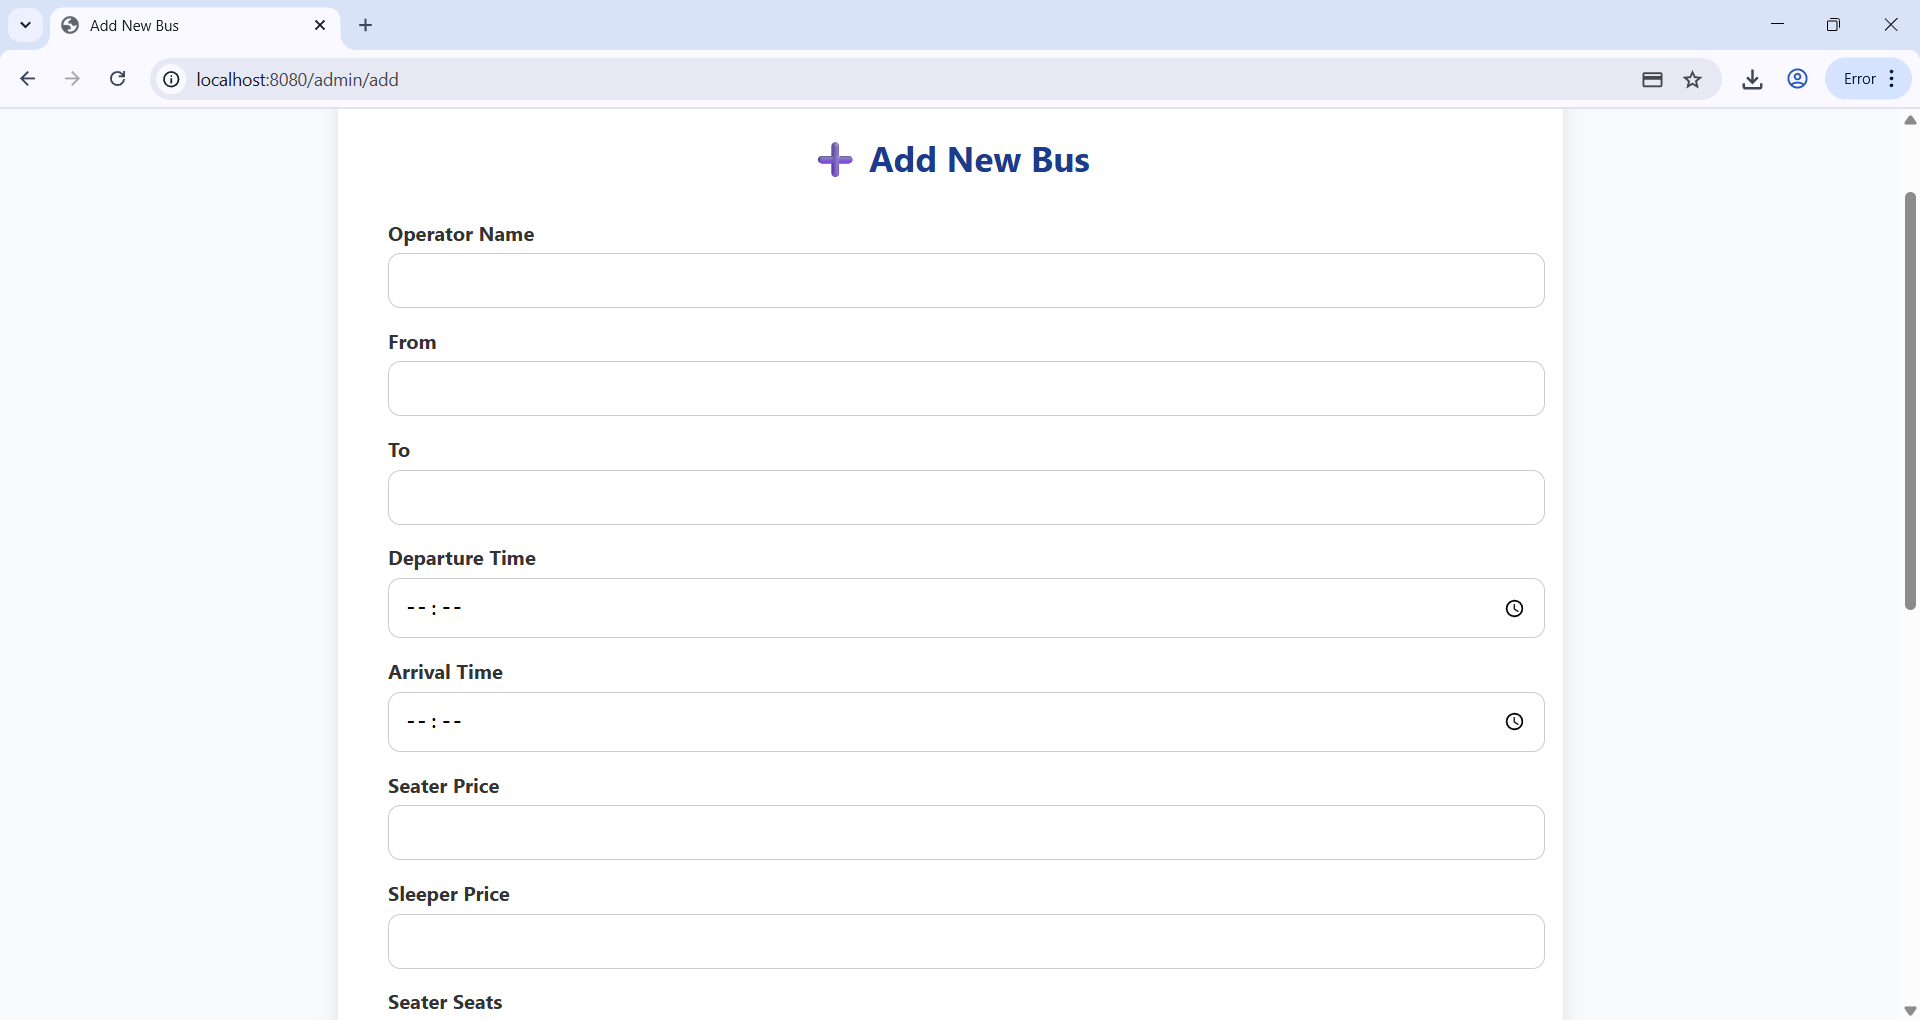 Add New Bus
localhost:8080/admin/add
Error
Add New Bus
Operator Name
From
To
Departure Time
--:--
Arrival Time
--:--
Seater Price
Sleeper Price
Seater Seats